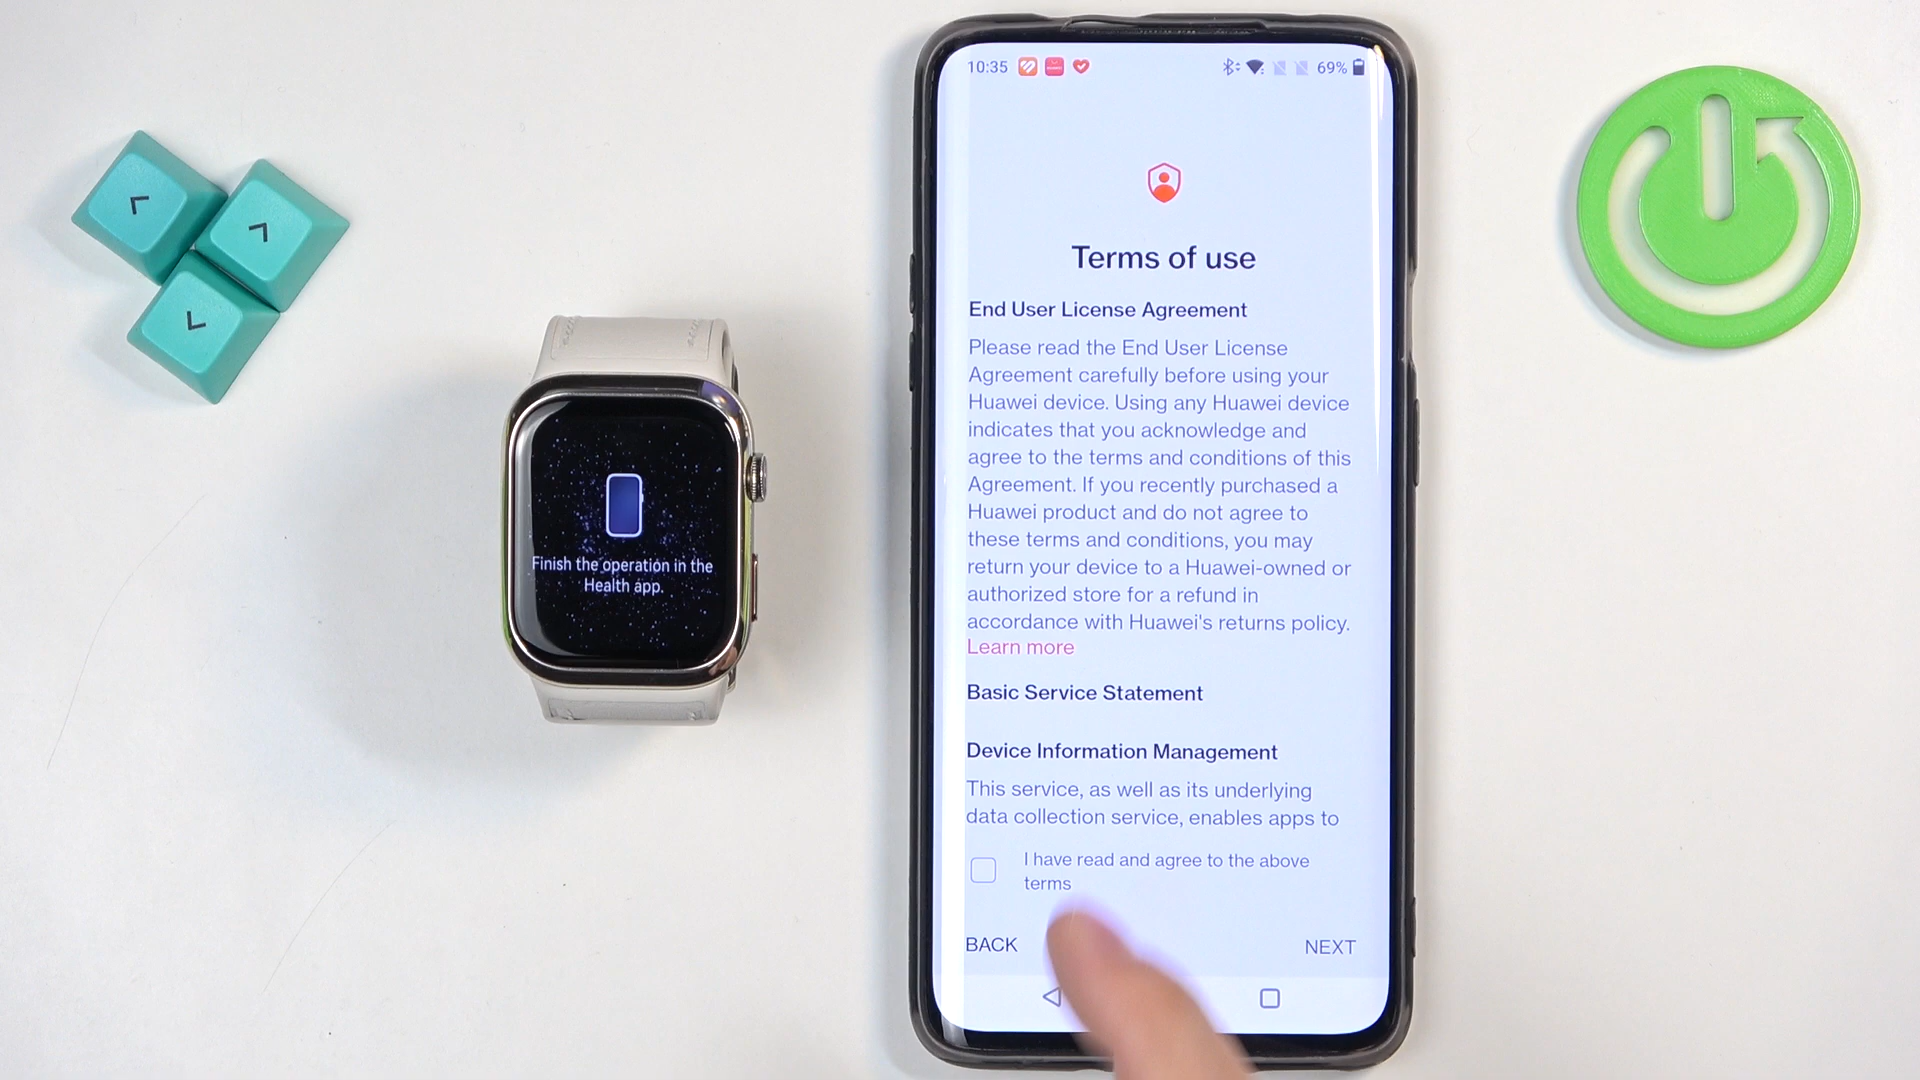 10:35
69%
Terms of use
End User License Agreement
Please read the End User License
Agreement carefully before using your
Huawei device. Using any Huawei device
indicates that you acknowledge and
agree to the terms and conditions of this
Agreement. If you recently purchased a
Huawei product and do not agree to
these terms and conditions, you may
return your device to a Huawei-owned or
authorized store for a refund in
accordance with Huawei's returns policy.
Learn more
Basic Service Statement
Device Information Management
This service, as well as its underlying
data collection service, enables apps to
I have read and agree to the above
terms
BACK
NEXT
Finish the operation in the
Health app.